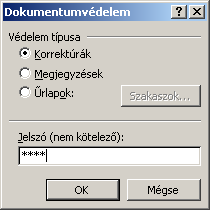 Dokumentumvédelem
Védelem típusa
Korrektúrák
Megjegyzések
Űrlapok:
Szakaszok...
Jelszó (nem kötelező):
****
OK Mégse